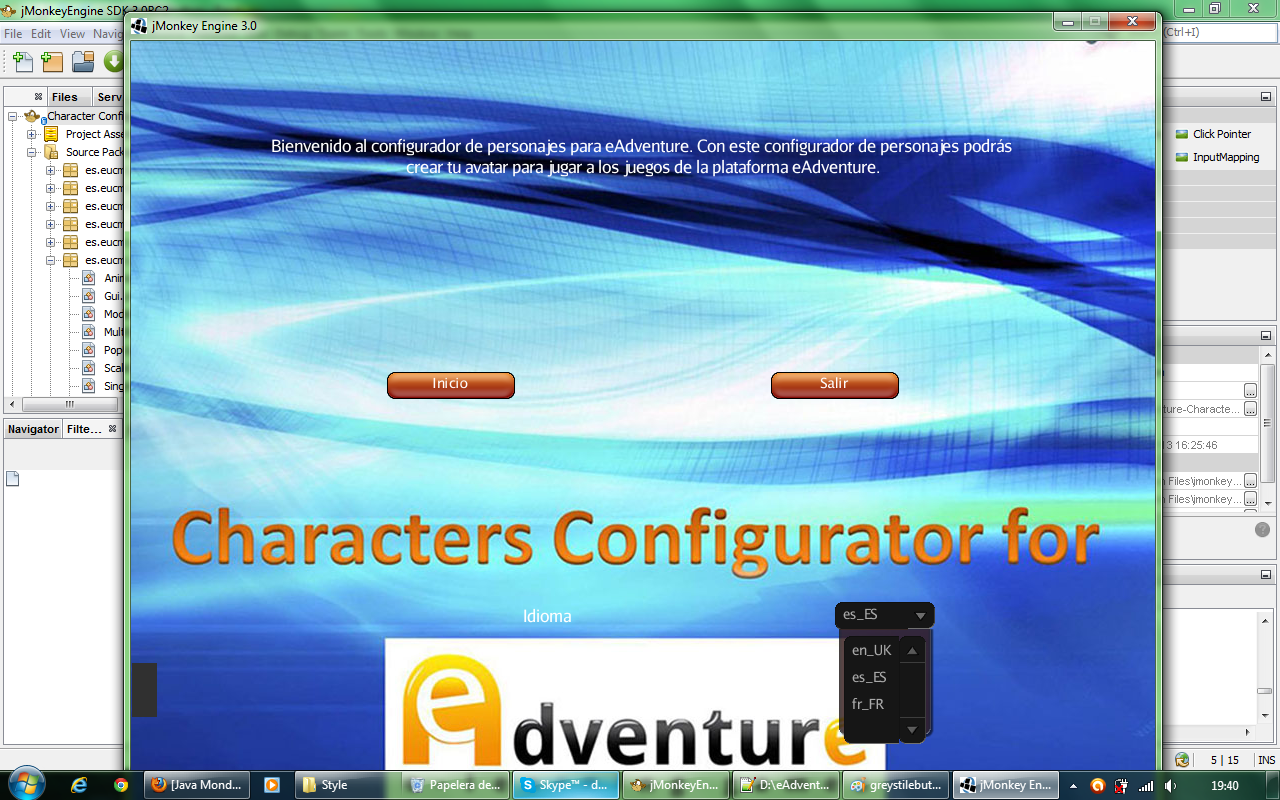 jMonkeyEngine SDK 3.0RC2
jMonkey Engine 3.0
File Edit View
(Ctrl+I)
Files
Character Confi
Project Asse
Source Pack
es.eucm
es.eucm
es.eucm
es.eucm
es.eucm
es.eucm
Anir
Gui.
Mod
Mult
Pop
Scal
Sing
Navigator Filte...
Click Pointer
InputMapping
ture-Characte...
3 16:25:46
n Files\jmonkey...
n Files\jmonkey...
Bienvenido al configurador de personajes para eAdventure. Con este configurador de personajes podrás
crear tu avatar para jugar a los juegos de la plataforma eAdventure.
Inicio
Salir
Characters Configurator for
Idioma
es_ES
en_UK
es_ES
fr_FR
eAdventure
5 | 15 INS
[Java Mond...
Style
Papelera de...
Skype™ - d...
jMonkeyEn...
D:\eAdvent...
greystilebut...
jMonkey En...
19:40